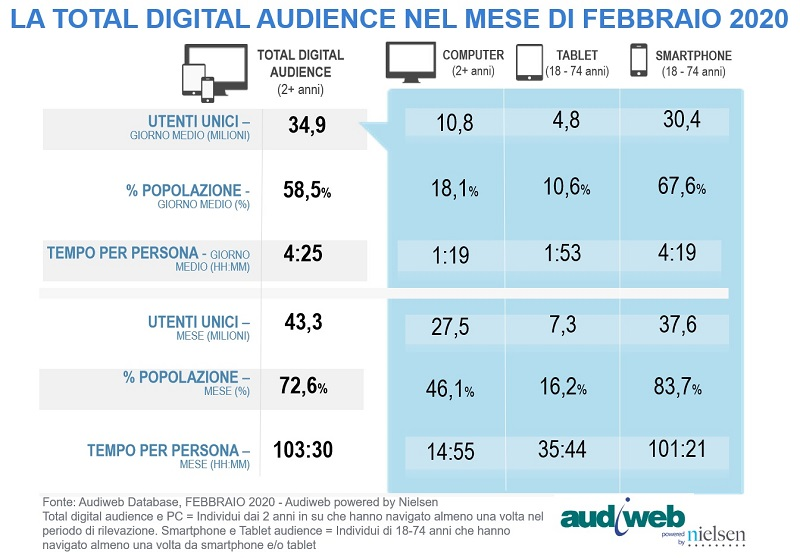 LA TOTAL DIGITAL AUDIENCE NEL MESE DI FEBBRAIO 2020
TOTAL DIGITAL
AUDIENCE
(2+ anni)
COMPUTER
(2+ anni)
TABLET
(18 - 74 anni)
SMARTPHONE
(18 - 74 anni)
UTENTI UNICI –
GIORNO MEDIO (MILIONI)
34,9
10,8
4,8
30,4
% POPOLAZIONE -
GIORNO MEDIO (%)
58,5%
18,1%
10,6%
67,6%
TEMPO PER PERSONA - GIORNO
MEDIO (HH:MM)
4:25
1:19
1:53
4:19
UTENTI UNICI –
MESE (MILIONI)
43,3
27,5
7,3
37,6
% POPOLAZIONE –
MESE (%)
72,6%
46,1%
16,2%
83,7%
TEMPO PER PERSONA –
MESE (HH:MM)
103:30
14:55
35:44
101:21
Fonte: Audiweb Database, FEBBRAIO 2020 - Audiweb powered by Nielsen
Total digital audience e PC = Individui dai 2 anni in su che hanno navigato almeno una volta nel
periodo di rilevazione. Smartphone e Tablet audience = Individui di 18-74 anni che hanno
navigato almeno una volta da smartphone e/o tablet
audiweb
powered by
nielsen